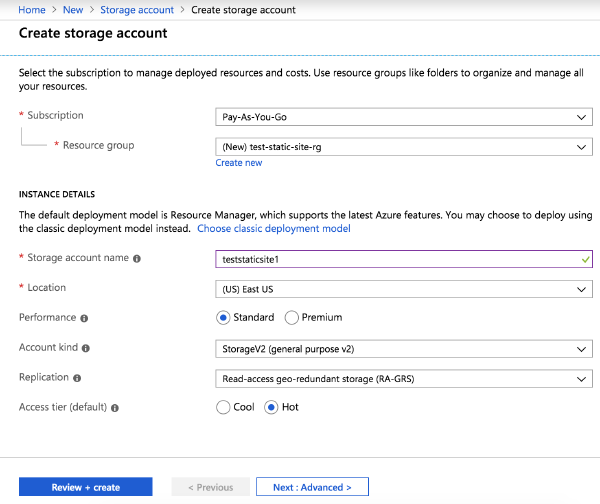 Home > New > Storage account > Create storage account
Create storage account
Select the subscription to manage deployed resources and costs. Use resource groups like folders to organize and manage all
your resources.
* Subscription
Pay-As-You-Go
* Resource group
(New) test-static-site-rg
Create new
INSTANCE DETAILS
The default deployment model is Resource Manager, which supports the latest Azure features. You may choose to deploy using
the classic deployment model instead. Choose classic deployment model
* Storage account name
teststaticsite1
* Location
(US) East US
Performance
Standard Premium
Account kind
StorageV2 (general purpose v2)
Replication
Read-access geo-redundant storage (RA-GRS)
Access tier (default)
Cool Hot
Review + create
< Previous
Next : Advanced >